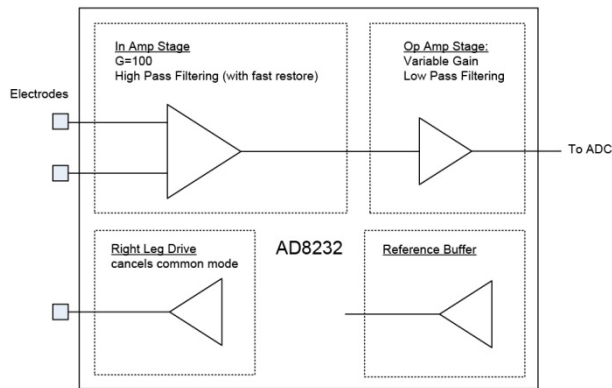 In Amp Stage
G=100
High Pass Filtering (with fast restore)
Op Amp Stage:
Variable Gain
Low Pass Filtering
Electrodes
To ADC
Right Leg Drive
cancels common mode
AD8232
Reference Buffer